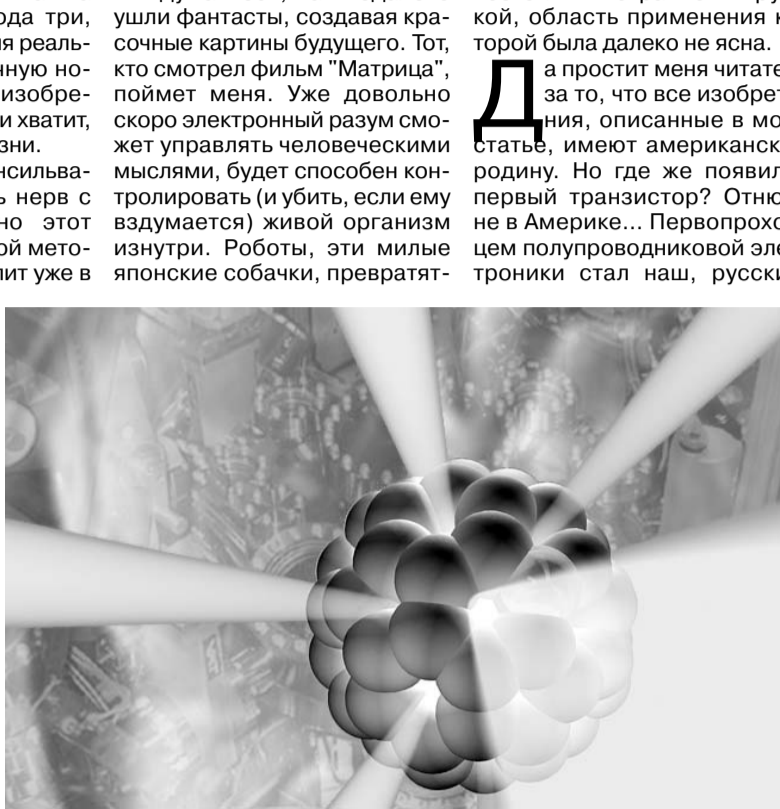 ода три,
я реаль-
чную но-
изобре-
и хватит,
зни.
нсильва-
ь нерв с
но этот
ой мето-
лит уже в
ушли фантасты, создавая кра-
сочные картины будущего. Тот,
кто смотрел фильм "Матрица",
поймет меня. Уже довольно
скоро электронный разум смо-
жет управлять человеческими
мыслями, будет способен кон-
тролировать (и убить, если ему
вздумается) живой организм
изнутри. Роботы, эти милые
японские собачки, превратят-
кой, область применения к
торой была далеко не ясна.
Да простит меня читате
за то, что все изобрет
ния, описанные в мо
статье, имеют американск
родину. Но где же появил
первый транзистор? Отню
не в Америке... Первопрохо
цем полупроводниковой эле
троники стал наш, русски